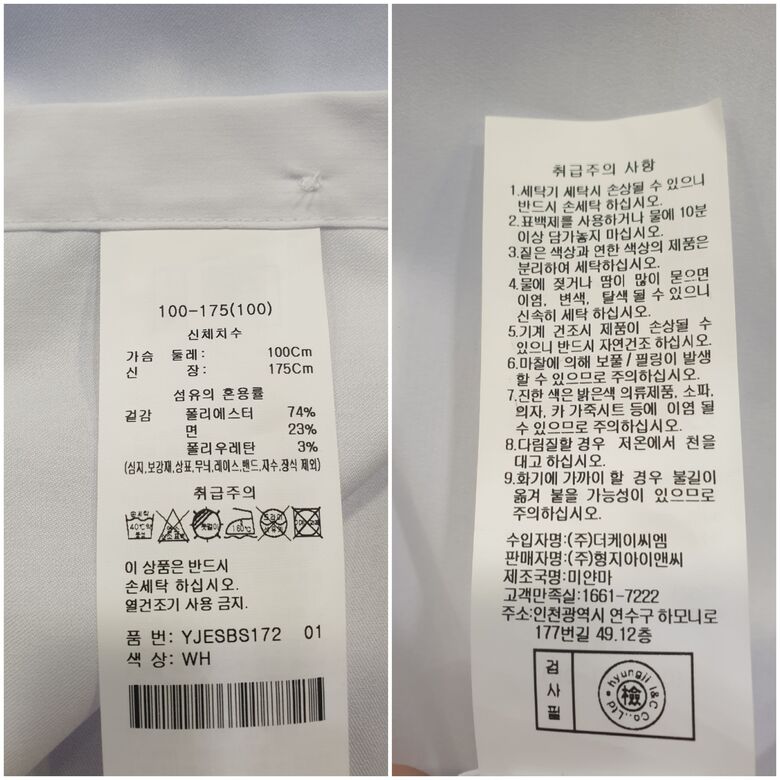 100-175(100)
신체치수
가슴 둘레: 100Cm
신 장: 175Cm
섬유의 혼용률
겉감 폴리에스터 74%
면 23%
폴리우레탄 3%
(심지,보강재,상표,무늬,레이스,밴드,자수,장식 제외)
취급주의
손세탁
40℃약
중성
옷걸이
160℃
드라이
석유계
이 상품은 반드시
손세탁 하십시오.
열건조기 사용 금지.
품 번: YJESBS172 01
색 상: WH
취급주의 사항
1.세탁기 세탁시 손상될 수 있으니
반드시 손세탁 하십시오.
2.표백제를 사용하거나 물에 10분
이상 담가놓지 마십시오.
3.짙은 색상과 연한 색상의 제품은
분리하여 세탁하십시오.
4.물에 젖거나 땀이 많이 묻으면
이염, 변색, 탈색 될 수 있으니
신속히 세탁 하십시오.
5.기계 건조시 제품이 손상될 수
있으니 반드시 자연건조 하십시오.
6.마찰에 의해 보풀/필링이 발생
할 수 있으므로 주의하십시오.
7.진한 색은 밝은색 의류제품, 소파,
의자, 카 가죽시트 등에 이염 될
수 있으므로 주의하십시오.
8.다림질할 경우 저온에서 천을
대고 하십시오.
9.화기에 가까이 할 경우 불길이
옮겨 붙을 가능성이 있으므로
주의하십시오.
수입자명:(주)더케이씨엠
판매자명:(주)형지아이앤씨
제조국명:미얀마
고객만족실:1661-7222
주소:인천광역시 연수구 하모니로
177번길 49.12층
검사필
hyungji I&C Co.,Ltd
檢